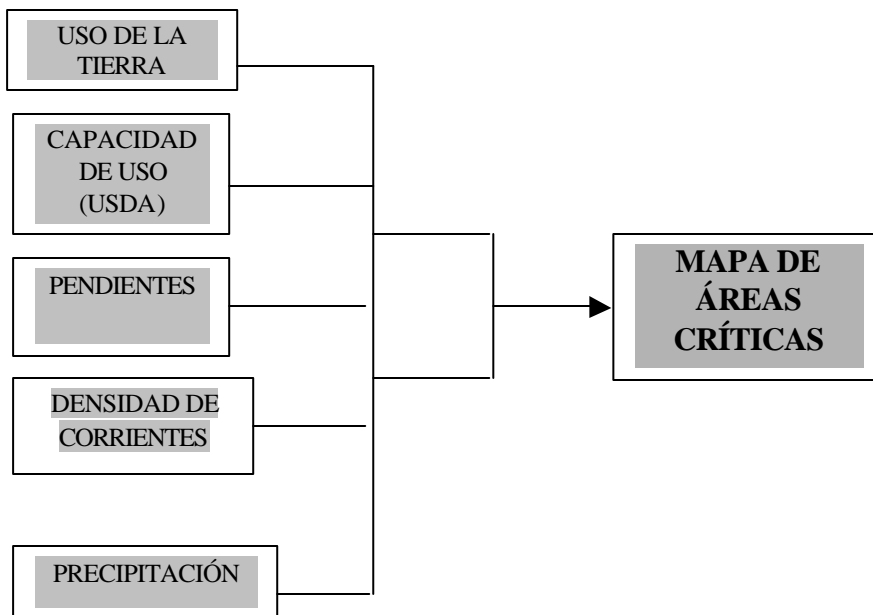 USO DE LA
TIERRA
CAPACIDAD
DE USO
(USDA)
PENDIENTES
DENSIDAD DE
CORRIENTES
PRECIPITACIÓN
MAPA DE
ÁREAS
CRÍTICAS